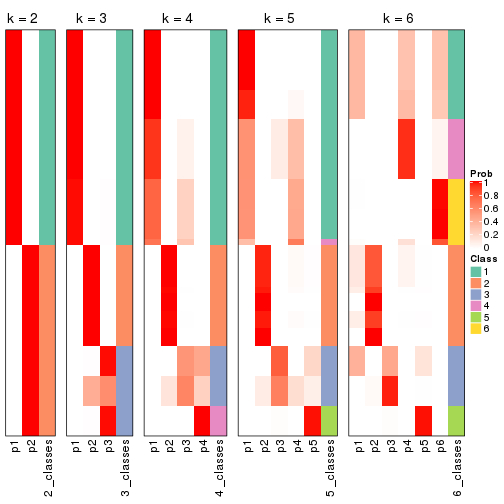 k = 2
k = 3
k = 4
k = 5
k = 6
Prob
1
0.8
0.6
0.4
0.2
0
Class
1
2
3
4
5
6
p1
p2
2_classes
p1
p2
p3
3_classes
p1
p2
p3
p4
4_classes
p1
p2
p3
p4
p5
5_classes
p1
p2
p3
p4
p5
p6
6_classes